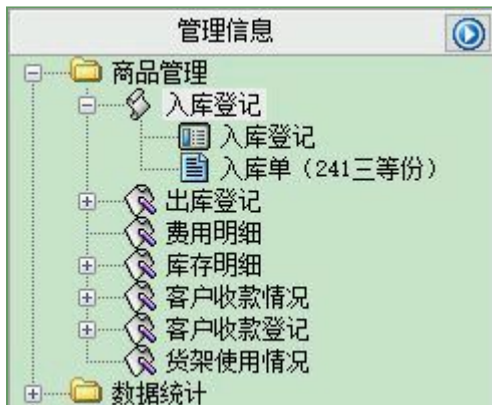 管理信息
商品管理
入库登记
入库登记
入库单（241三等份）
出库登记
费用明细
库存明细
客户收款情况
客户收款登记
货架使用情况
数据统计